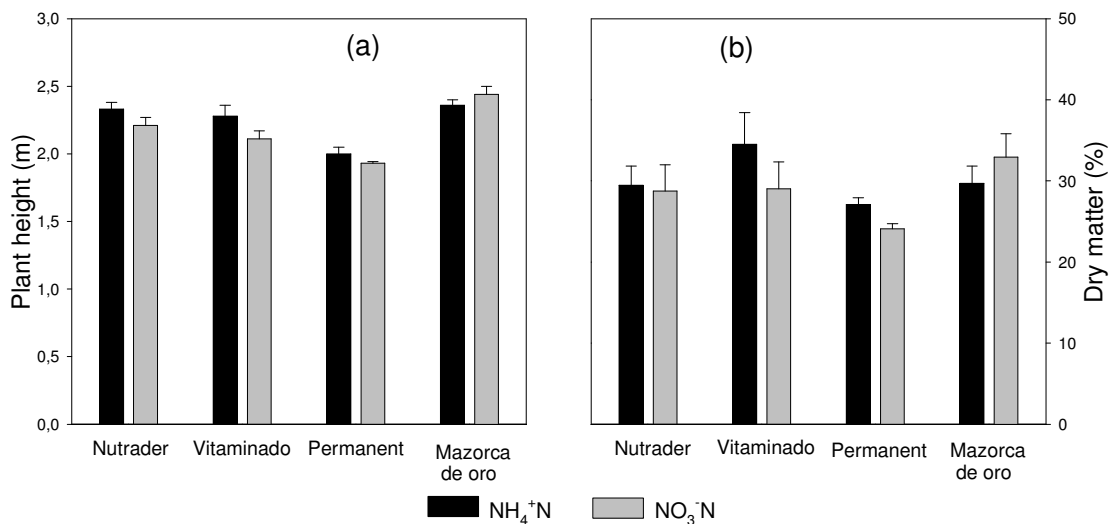 (a)
(b)
Plant height (m)
3,0
2,5
2,0
1,5
1,0
0,5
0,0
Nutrader Vitaminado Permanent Mazorca
de oro
50
40
30
20
10
0
Dry matter (%)
Nutrader Vitaminado Permanent Mazorca
de oro
NH₄⁺N NO₃⁻N